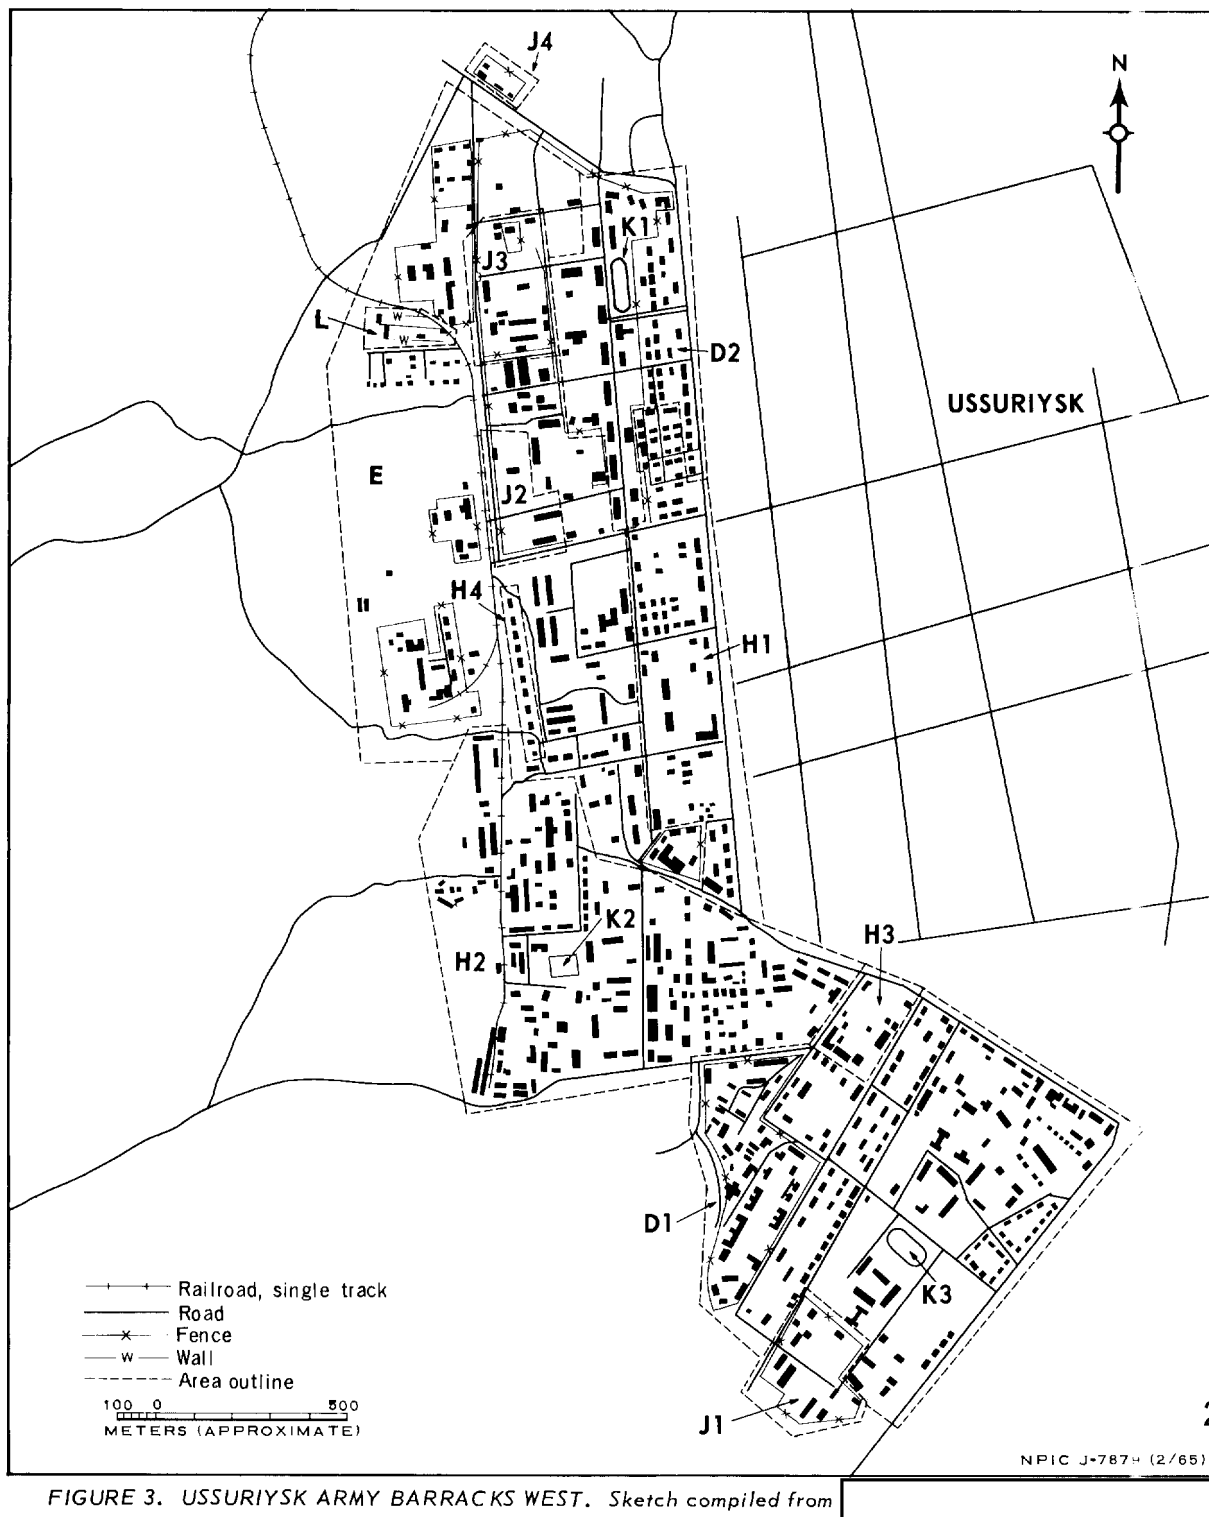 J4
N
K1
J3
L
D2
USSURIYSK
E
J2
H4
H1
K2
H2
H3
D1
K3
J1
Railroad, single track
Road
x Fence
w Wall
Area outline
100 0 500
METERS (APPROXIMATE)
NPIC J-787 (2/65)
FIGURE 3. USSURIYSK ARMY BARRACKS WEST. Sketch compiled from